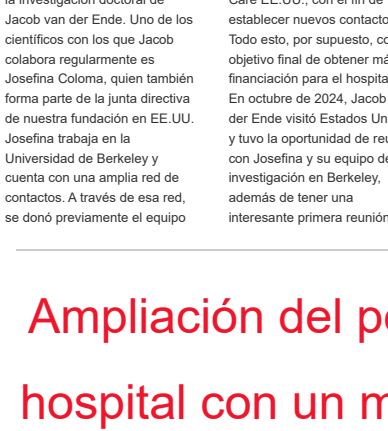 la investigación doctoral de
Jacob van der Ende. Uno de los
científicos con los que Jacob
colabora regularmente es
Josefina Coloma, quien también
forma parte de la junta directiva
de nuestra fundación en EE.UU.
Josefina trabaja en la
Universidad de Berkeley y
cuenta con una amplia red de
contactos. A través de esa red,
se donó previamente el equipo
Care EE.UU., con el fin de
establecer nuevos contacto
Todo esto, por supuesto, co
objetivo final de obtener má
financiación para el hospita
En octubre de 2024, Jacob
der Ende visitó Estados Un
y tuvo la oportunidad de reu
con Josefina y su equipo de
investigación en Berkeley,
además de tener una
interesante primera reunión
Ampliación del pe
hospital con un m